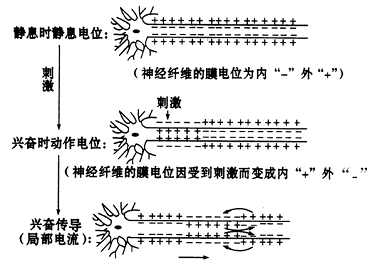 静息时静息电位:
(神经纤维的膜电位为内“-”外“+”)
刺激
刺激
兴奋时动作电位:
(神经纤维的膜电位因受到刺激而变成内“+”外“-”
兴奋传导
(局部电流):